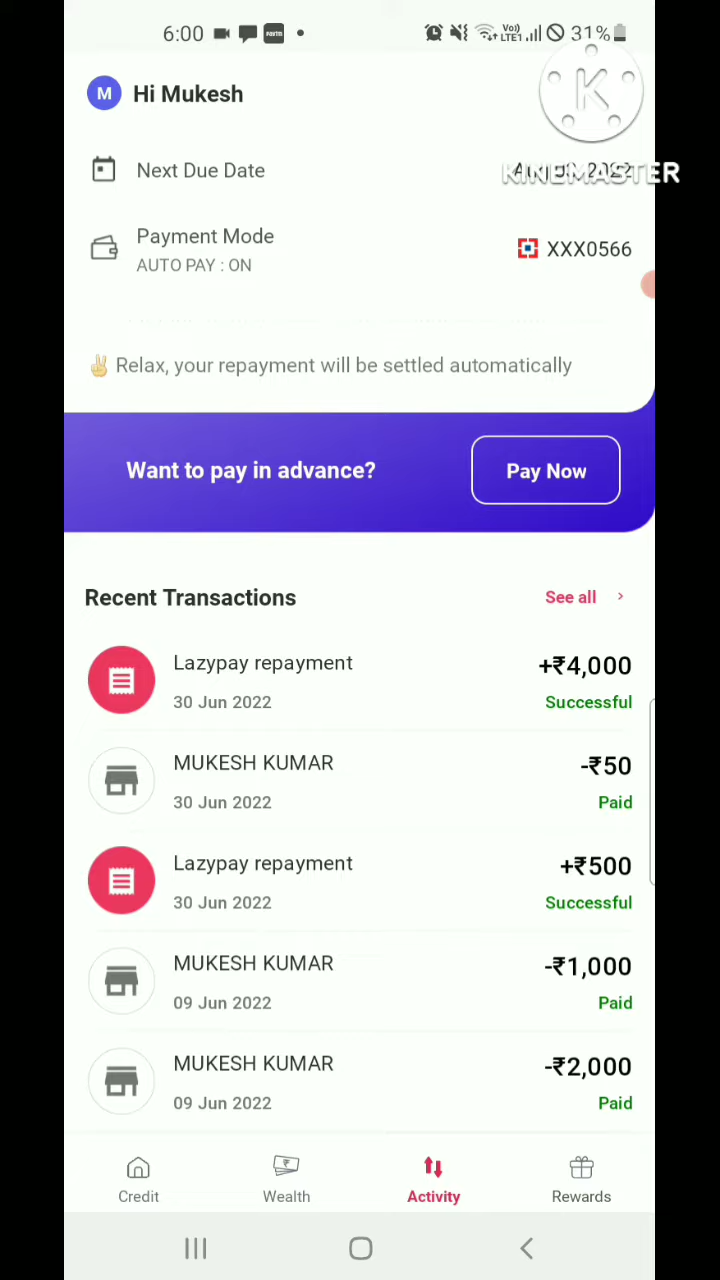 6:00 31%
Hi Mukesh
K
Next Due Date
KINEMASTER
Payment Mode XXX0566
AUTO PAY : ON
✌ Relax, your repayment will be settled automatically
Want to pay in advance? Pay Now
Recent Transactions See all >
Lazypay repayment +₹4,000
30 Jun 2022 Successful
MUKESH KUMAR -₹50
30 Jun 2022 Paid
Lazypay repayment +₹500
30 Jun 2022 Successful
MUKESH KUMAR -₹1,000
09 Jun 2022 Paid
MUKESH KUMAR -₹2,000
09 Jun 2022 Paid
Credit Wealth Activity Rewards